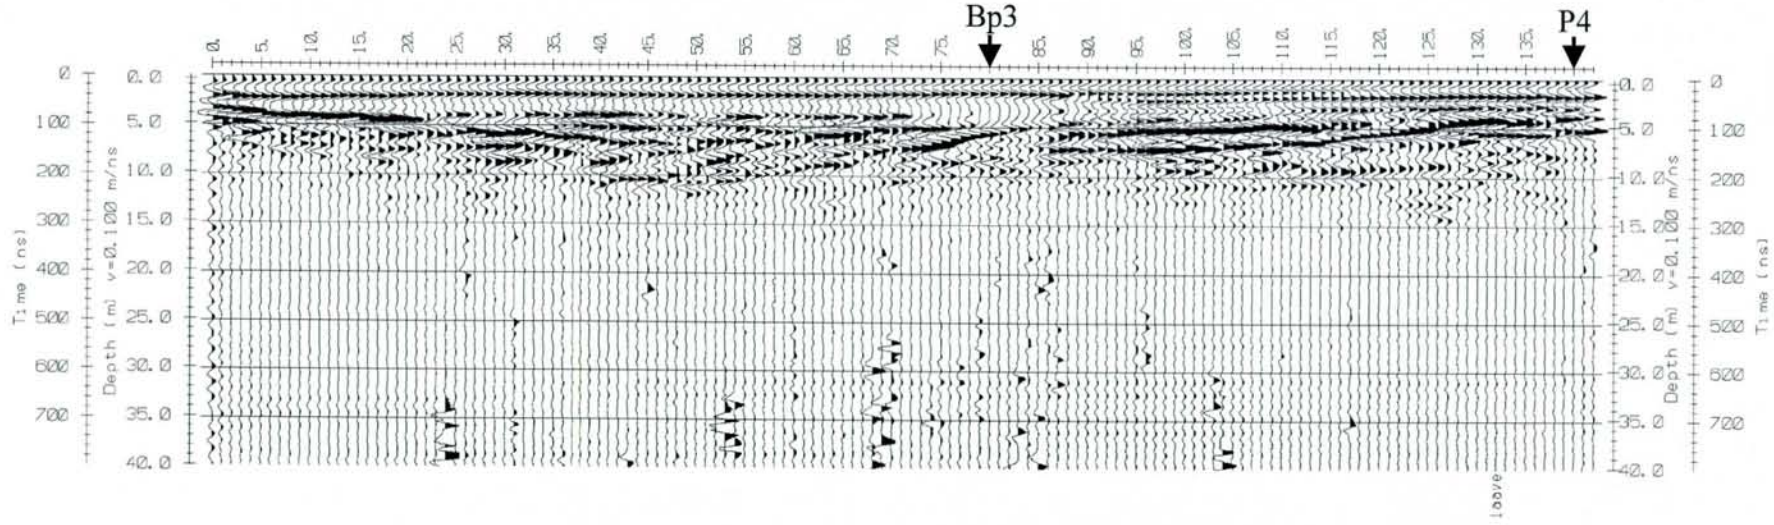 Bp3 P4
0. 5. 10. 15. 20. 25. 30. 35. 40. 45. 50. 55. 60. 65. 70. 75. 85. 90. 95. 100. 105. 110. 115. 120. 125. 130. 135.
0 0.0 0.0 0
100 5.0 5.0 100
200 10.0 10.0 200
300 15.0 15.0 300
400 20.0 20.0 400
500 25.0 25.0 500
600 30.0 30.0 600
700 35.0 35.0 700
40.0 40.0
Time (ns)
Depth (m) v=0.100 m/ns
Depth (m) v=0.100 m/ns
Time (ns)
laave